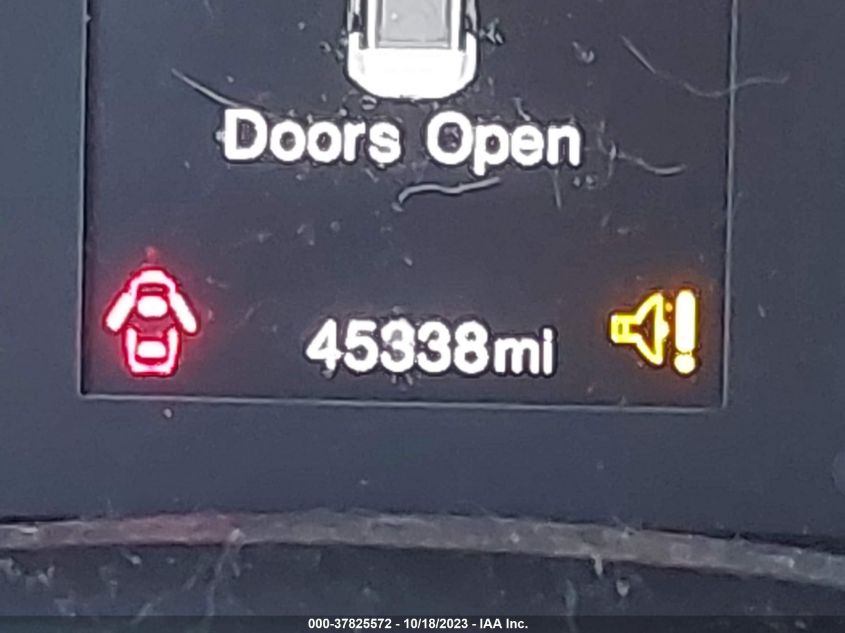 Doors Open
45338mi
000-37825572 - 10/18/2023 - IAA Inc.